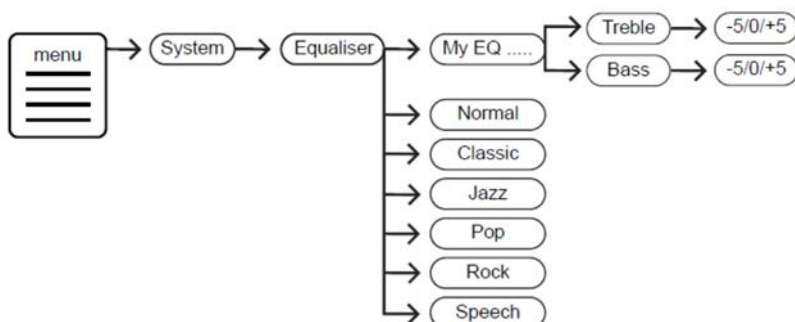 menu
System
Equaliser
My EQ .....
Treble
-5/0/+5
Bass
-5/0/+5
Normal
Classic
Jazz
Pop
Rock
Speech